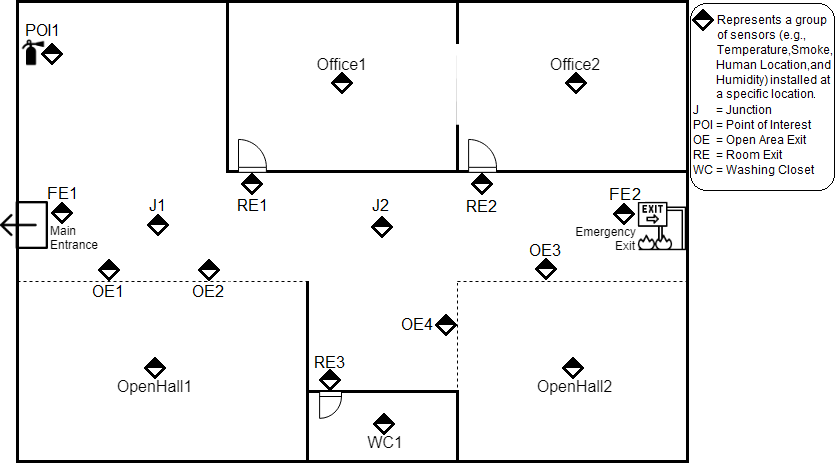 POI1
Office1
Office2
RE1
RE2
FE1
Main
Entrance
J1
J2
FE2
EXIT
Emergency
Exit
OE1
OE2
OE3
OE4
RE3
OpenHall1
OpenHall2
WC1
Represents a group
of sensors (e.g.,
Temperature,Smoke,
Human Location,and
Humidity) installed at
a specific location.
J = Junction
POI = Point of Interest
OE = Open Area Exit
RE = Room Exit
WC = Washing Closet